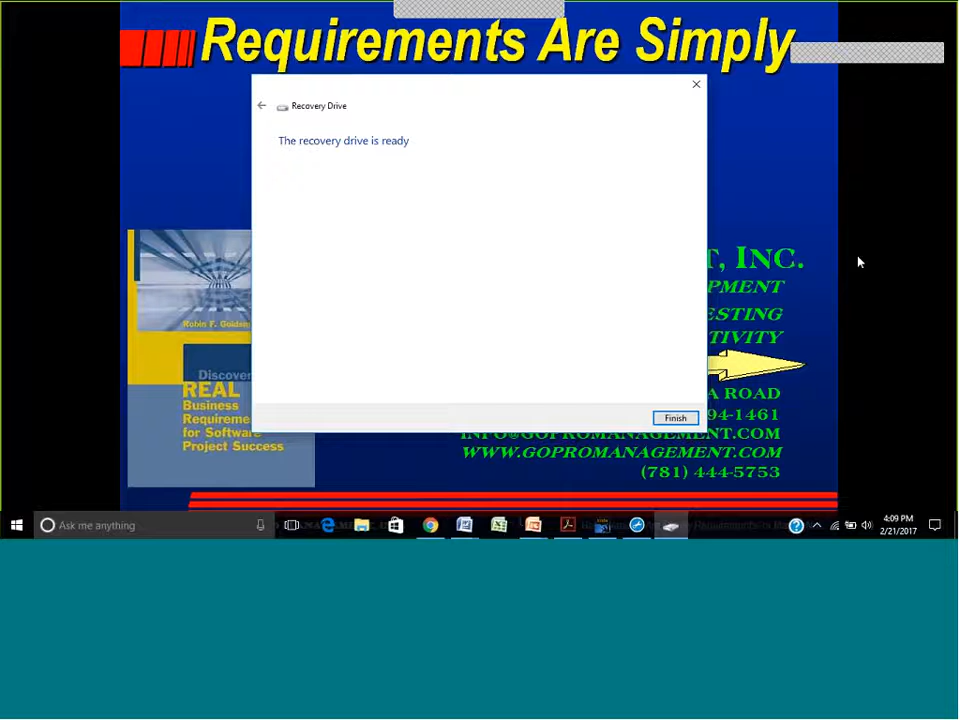 Requirements Are Simply
Recovery Drive
The recovery drive is ready
T, INC.
PMENT
Robin F. Goldsm
ESTING
TIVITY
Discover
REAL
Business
Requireme
for Software
Project Success
A ROAD
94-1461
INFO@GOPROMANAGEMENT.COM
WWW.GOPROMANAGEMENT.COM
(781) 444-5753
Finish
Ask me anything
4:09 PM
2/21/2017